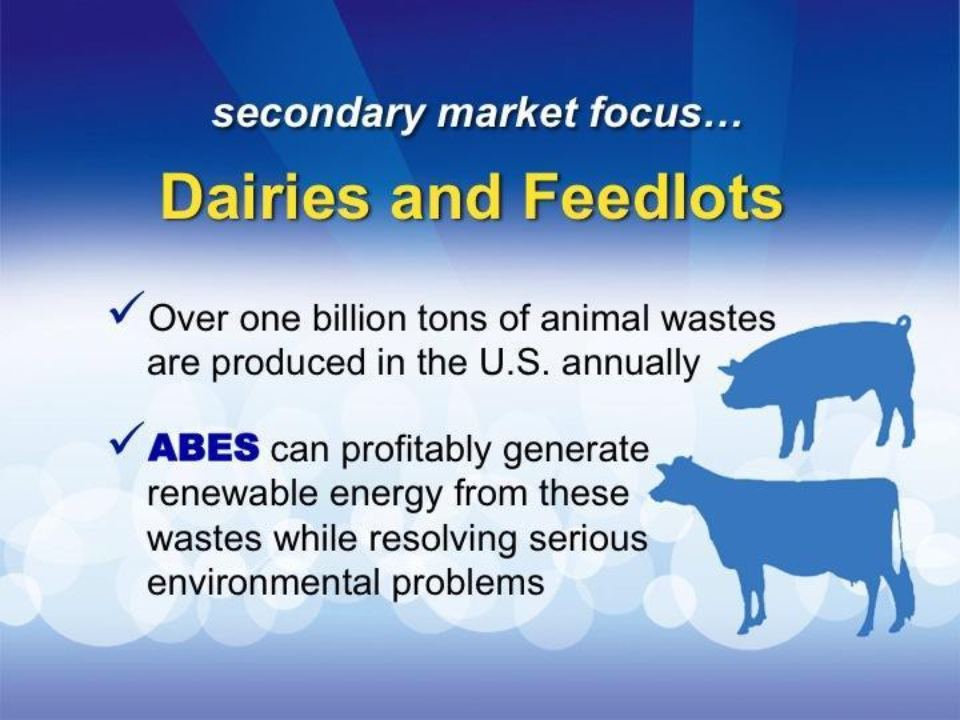 secondary market focus…
Dairies and Feedlots
✓Over one billion tons of animal wastes
are produced in the U.S. annually
✓ABES can profitably generate
renewable energy from these
wastes while resolving serious
environmental problems